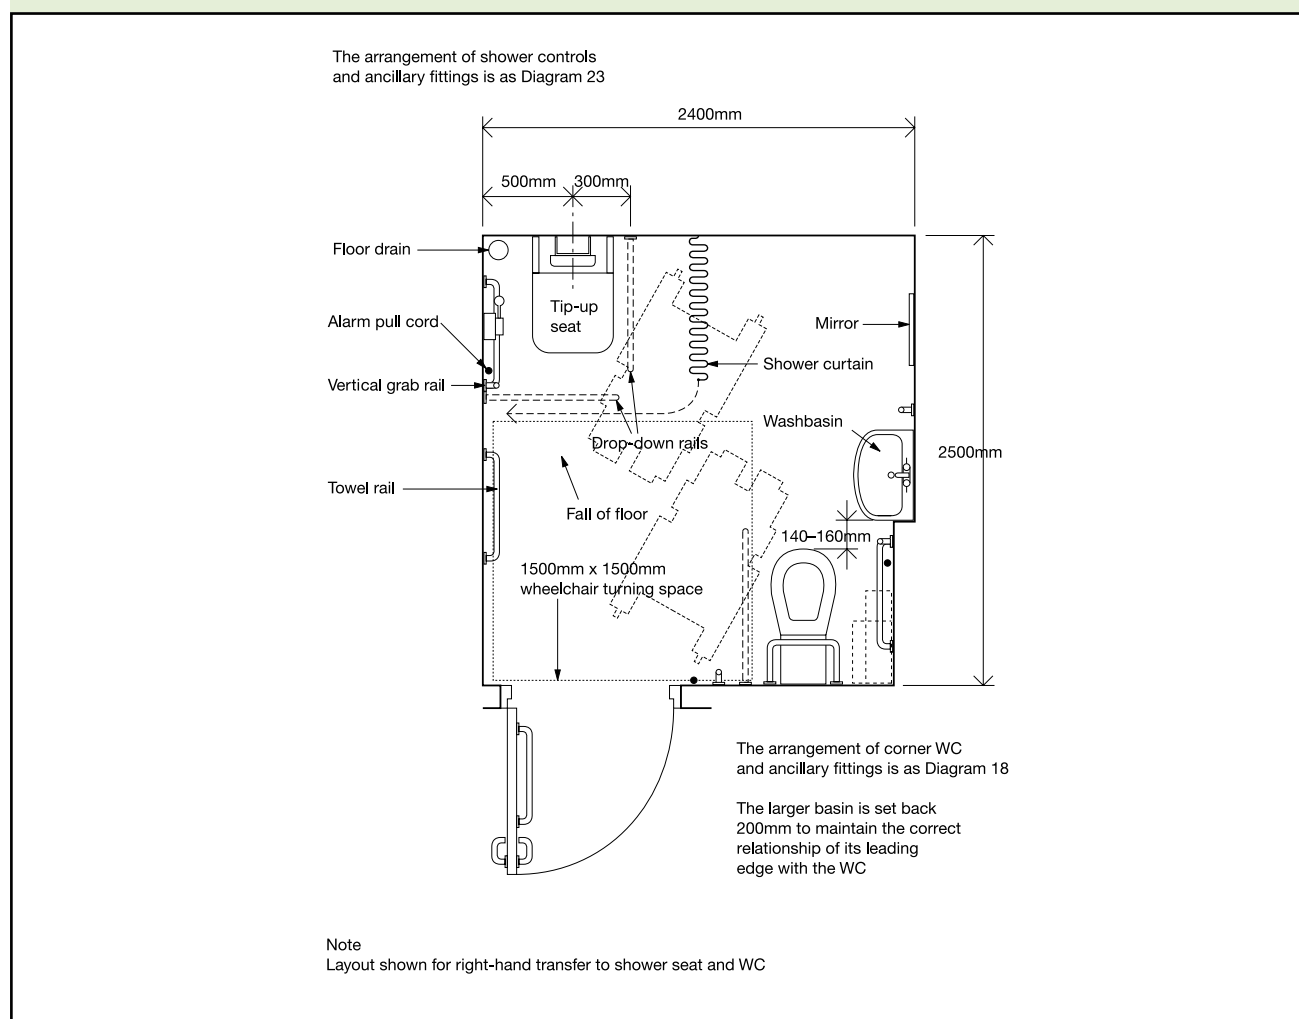 The arrangement of shower controls
and ancillary fittings is as Diagram 23
2400mm
500mm
300mm
Floor drain
Tip-up
seat
Alarm pull cord
Mirror
Shower curtain
Vertical grab rail
Washbasin
Drop-down rails
2500mm
Towel rail
Fall of floor
140–160mm
1500mm x 1500mm
wheelchair turning space
The arrangement of corner WC
and ancillary fittings is as Diagram 18
The larger basin is set back
200mm to maintain the correct
relationship of its leading
edge with the WC
Note
Layout shown for right-hand transfer to shower seat and WC